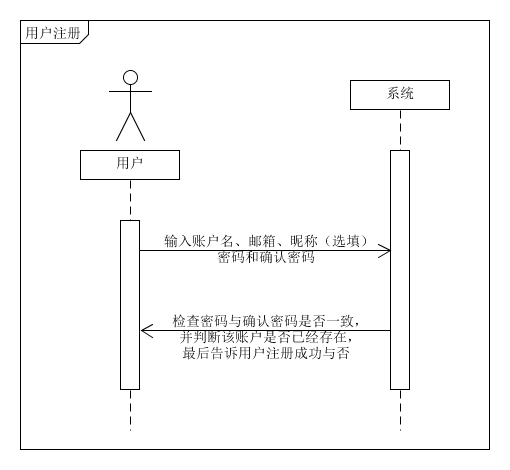 用户注册
系统
用户
输入账户名、邮箱、昵称（选填）
密码和确认密码
检查密码与确认密码是否一致，
并判断该账户是否已经存在，
最后告诉用户注册成功与否